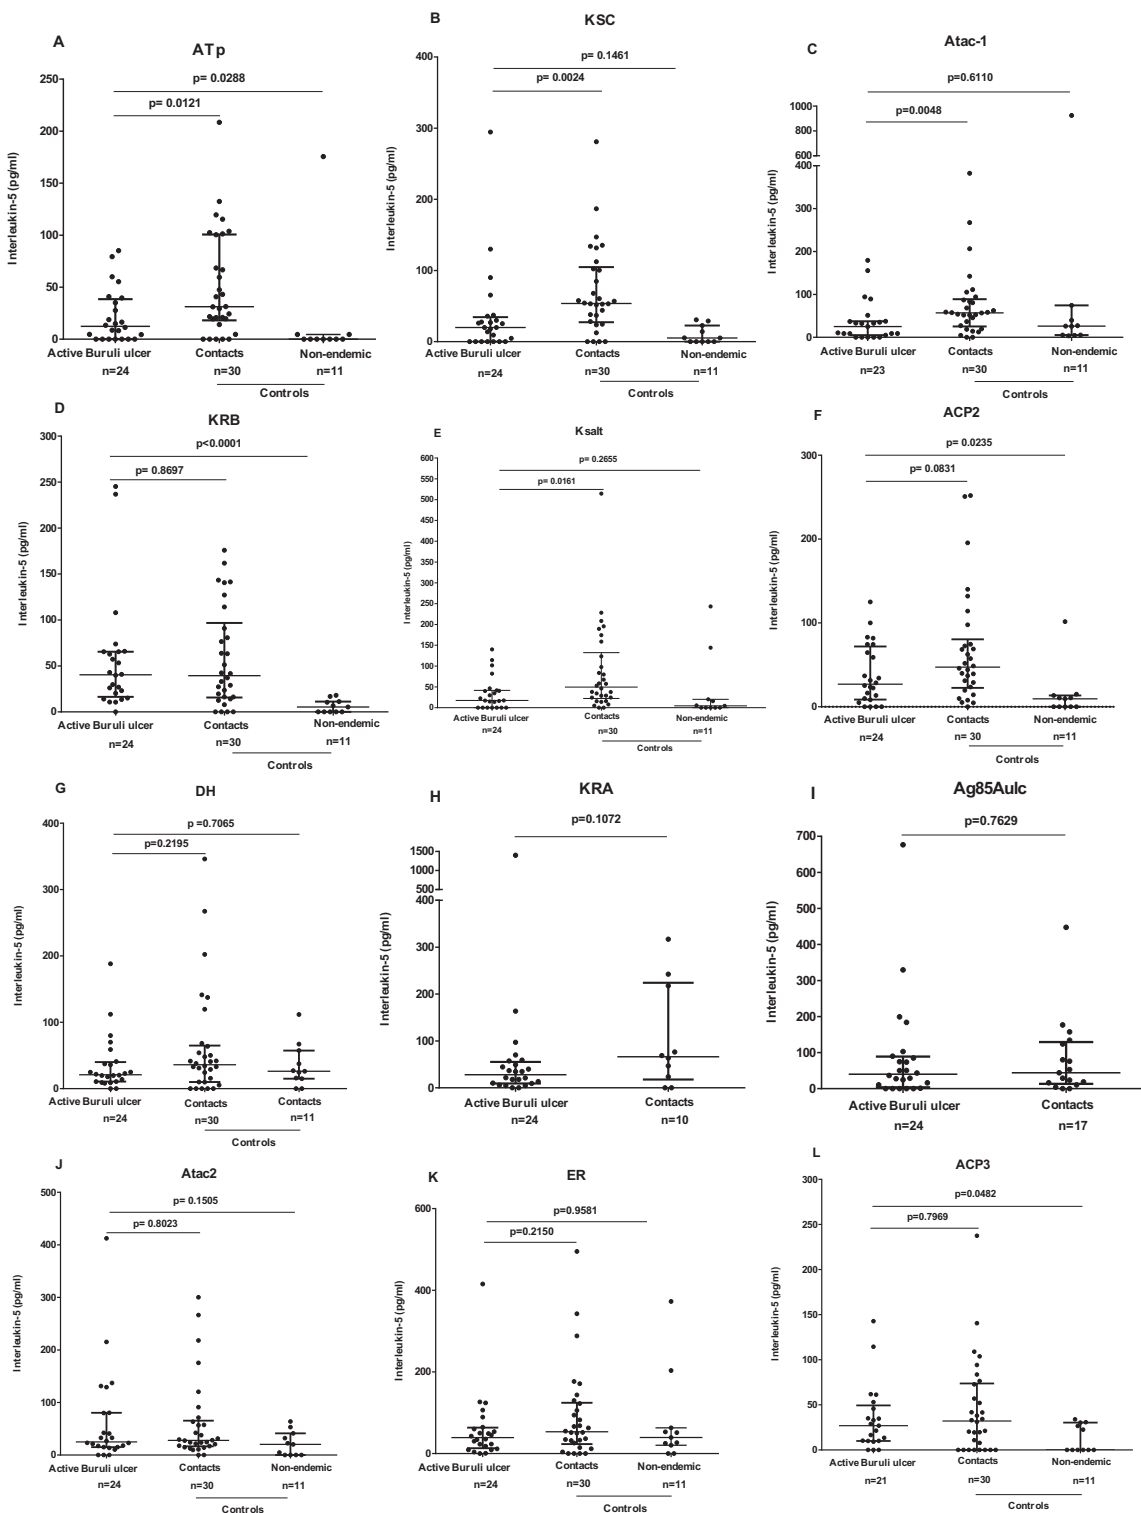 A
ATp
p= 0.0288
p= 0.0121
Interleukin-5 (pg/ml)
250
200
150
100
50
0
Active Buruli ulcer
Contacts
Non-endemic
n=24
n=30
n=11
Controls
B
KSC
p= 0.1461
p= 0.0024
Interleukin-5 (pg/ml)
400
300
200
100
0
Active Buruli ulcer
Contacts
Non-endemic
n=24
n=30
n=11
Controls
C
Atac-1
p=0.6110
p=0.0048
Interleukin-5 (pg/ml)
1000
800
600
400
300
200
100
0
Active Buruli ulcer
Contacts
Non-endemic
n=23
n=30
n=11
Controls
D
KRB
p<0.0001
p= 0.8697
Interleukin-5 (pg/ml)
300
250
200
150
100
50
0
Active Buruli ulcer
Contacts
Non-endemic
n=24
n=30
n=11
Controls
E
Ksalt
p= 0.2655
p= 0.0161
Interleukin-5 (pg/ml)
600
550
500
450
400
350
300
250
200
150
100
50
0
Active Buruli ulcer
Contacts
Non-endemic
n=24
n=30
n=11
Controls
F
ACP2
p= 0.0235
p= 0.0831
Interleukin-5 (pg/ml)
300
200
100
0
Active Buruli ulcer
Contacts
Non-endemic
n=24
n= 30
n=11
Controls
G
DH
p =0.7065
p=0.2195
Interleukin-5 (pg/ml)
400
300
200
100
0
Active Buruli ulcer
Contacts
Contacts
n=24
n=30
n=11
Controls
H
KRA
p=0.1072
Interleukin-5 (pg/ml)
1500
1000
500
300
200
100
0
Active Buruli ulcer
Contacts
n=24
n=10
I
Ag85Aulc
p=0.7629
Interleukin-5 (pg/ml)
700
600
500
400
300
200
100
0
Active Buruli ulcer
Contacts
n=24
n=17
J
Atac2
p= 0.1505
p= 0.8023
Interleukin-5 (pg/ml)
500
400
300
200
100
0
Active Buruli ulcer
Contacts
Non-endemic
n=24
n=30
n=11
Controls
K
ER
p=0.9581
p=0.2150
Interleukin-5 (pg/ml)
600
400
200
0
Active Buruli ulcer
Contacts
Non-endemic
n=24
n=30
n=11
Controls
L
ACP3
p=0.0482
p=0.7969
Interleukin-5 (pg/ml)
300
250
200
150
100
50
0
Active Buruli ulcer
Contacts
Non-endemic
n=21
n=30
n=11
Controls